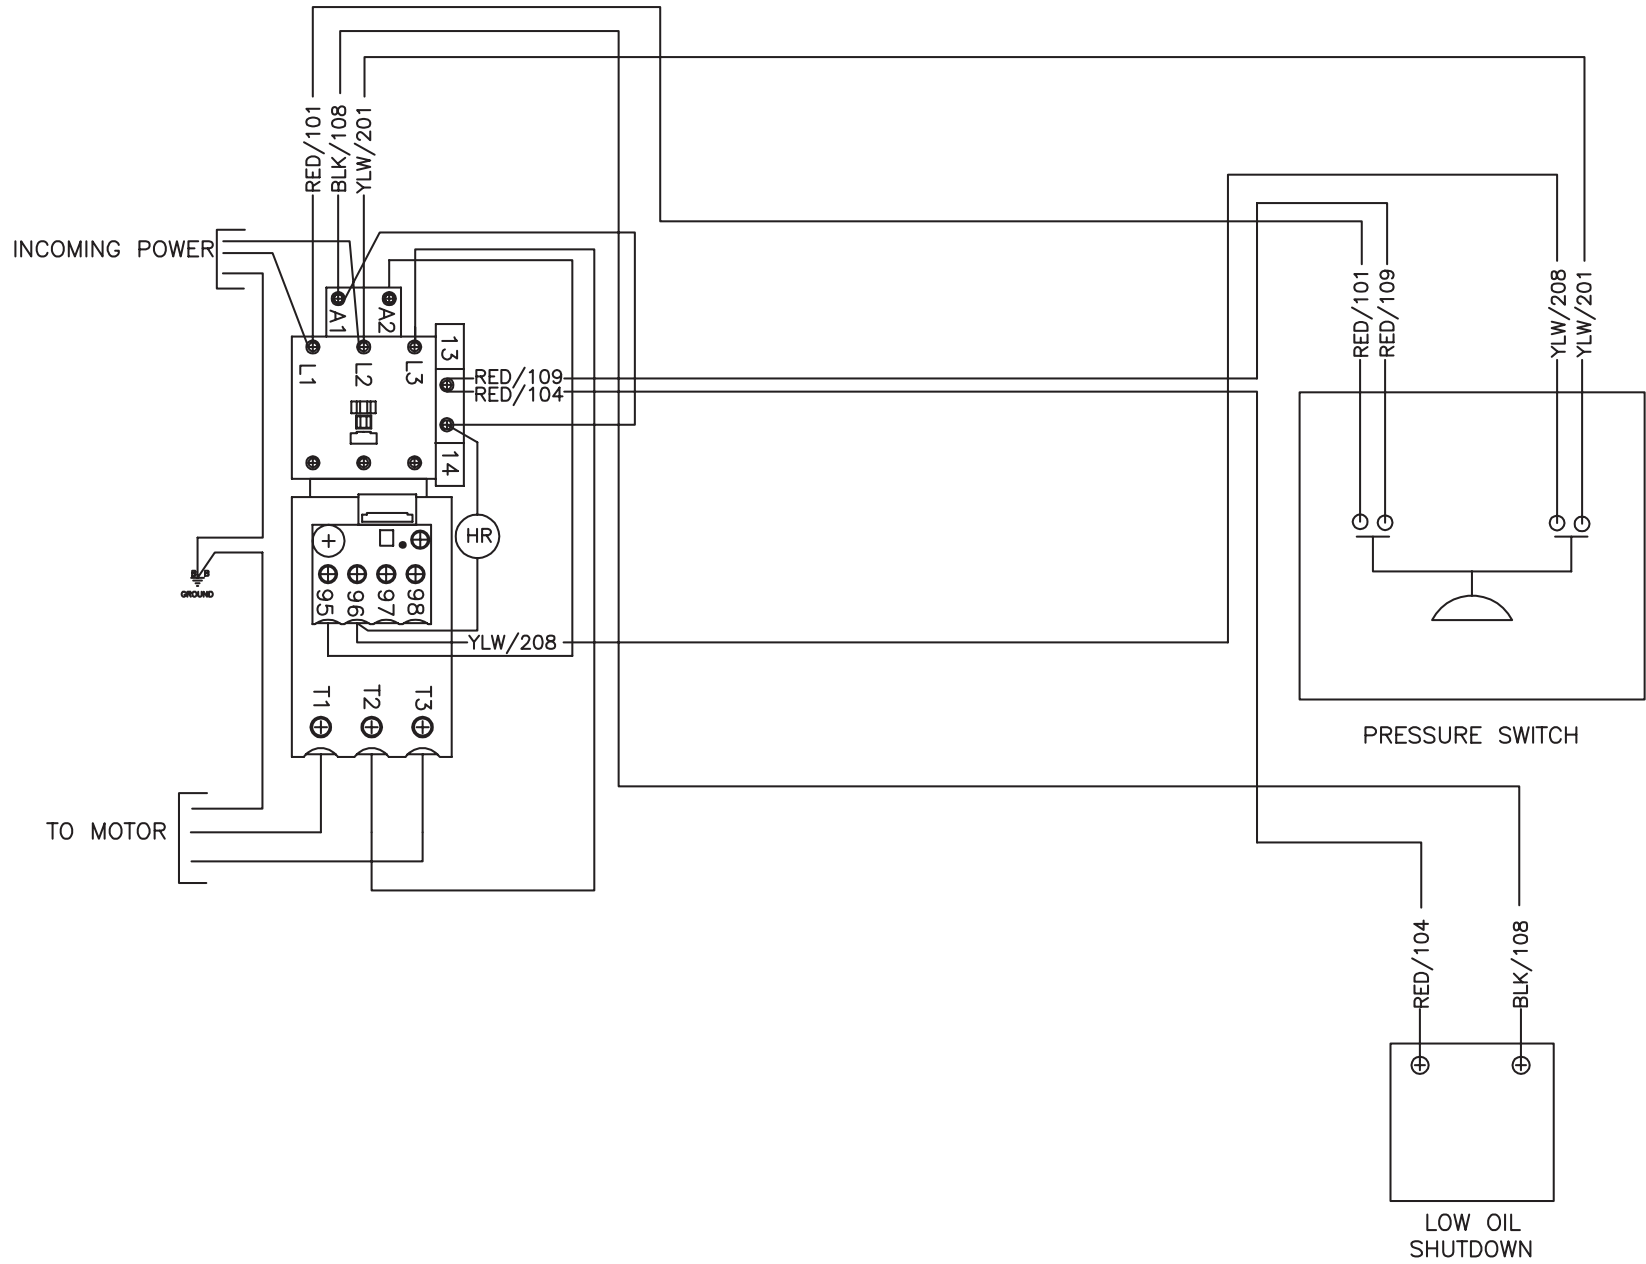 RED/101
BLK/108
YLW/201
INCOMING POWER
A1
A2
L1
L2
L3
13
RED/109
RED/104
14
RED/101
RED/109
YLW/208
YLW/201
HR
95
96
97
98
GROUND
YLW/208
T1
T2
T3
PRESSURE SWITCH
TO MOTOR
RED/104
BLK/108
LOW OIL
SHUTDOWN